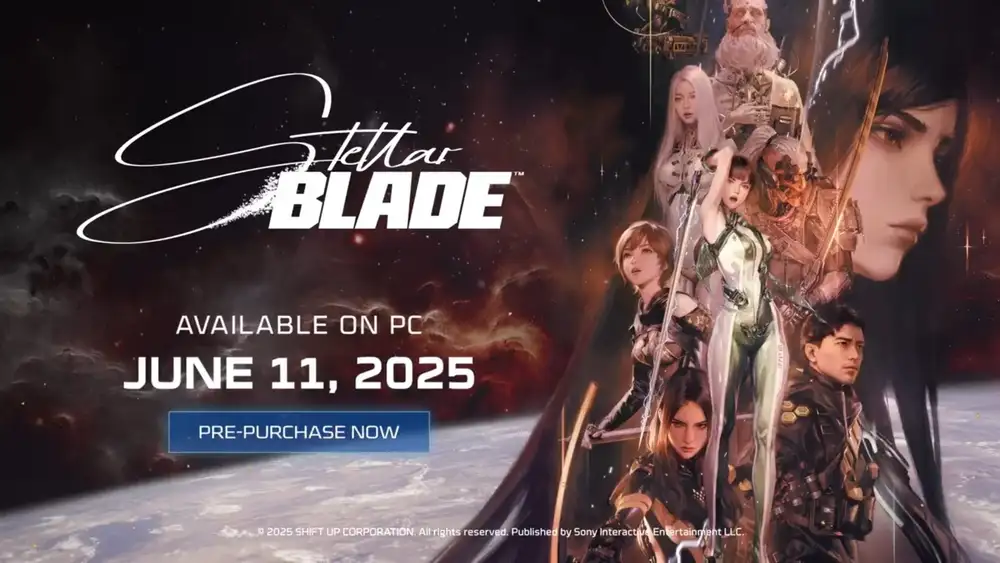 Stellar
BLADE™
AVAILABLE ON PC
JUNE 11, 2025
PRE-PURCHASE NOW
© 2025 SHIFT UP CORPORATION. All rights reserved. Published by Sony Interactive Entertainment LLC.